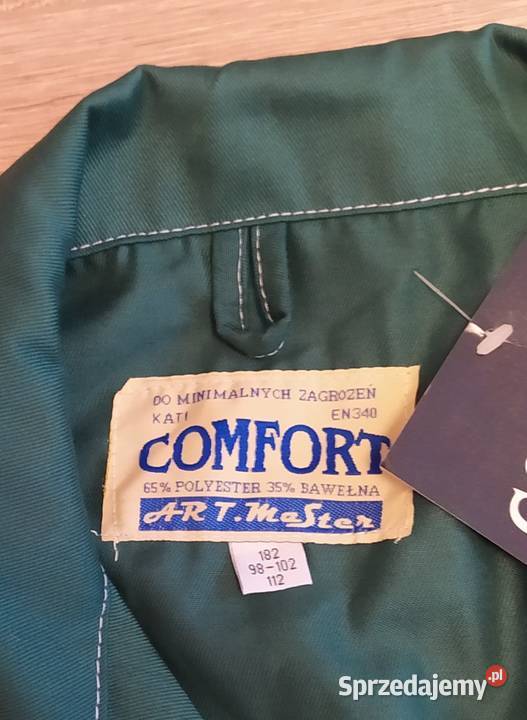 DO MINIMALNYCH ZAGROŻEŃ
KAT I EN340
COMFORT
65% POLYESTER 35% BAWEŁNA
ART.MaSter
182
98-102
112
Sprzedajemy.pl